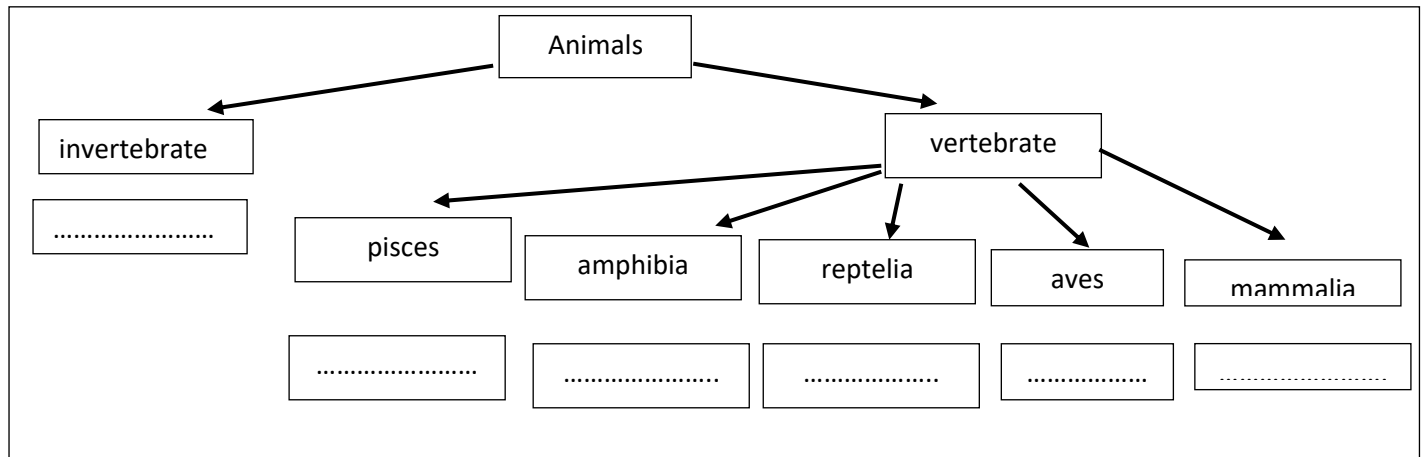 Animals
invertebrate
vertebrate
……………………
pisces
amphibia
reptelia
aves
mammalia
……………………
…………………..
………………..
………………
……………………